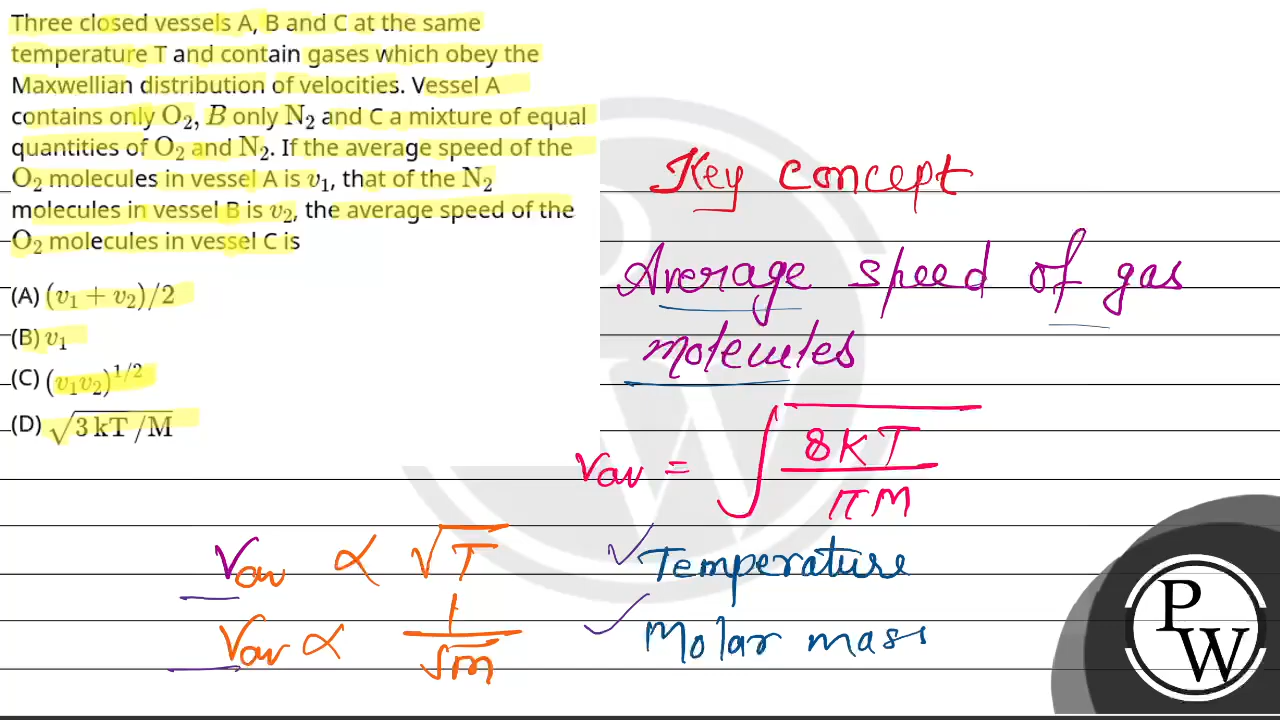 Three closed vessels A, B and C at the same
temperature T and contain gases which obey the
Maxwellian distribution of velocities. Vessel A
contains only O₂, B only N₂ and C a mixture of equal
quantities of O₂ and N₂. If the average speed of the
O₂ molecules in vessel A is v₁, that of the N₂
molecules in vessel B is v₂, the average speed of the
O₂ molecules in vessel C is
(A) (v₁ + v₂)/2
(B) v₁
(C) (v₁v₂)^1/2
(D) √3 kT /M
Key concept
Average speed of gas
molecules
Vav = √8KT/πM
Vav ∝ √T
Vav ∝ 1/√m
✓Temperature
✓Molar mass
P
W